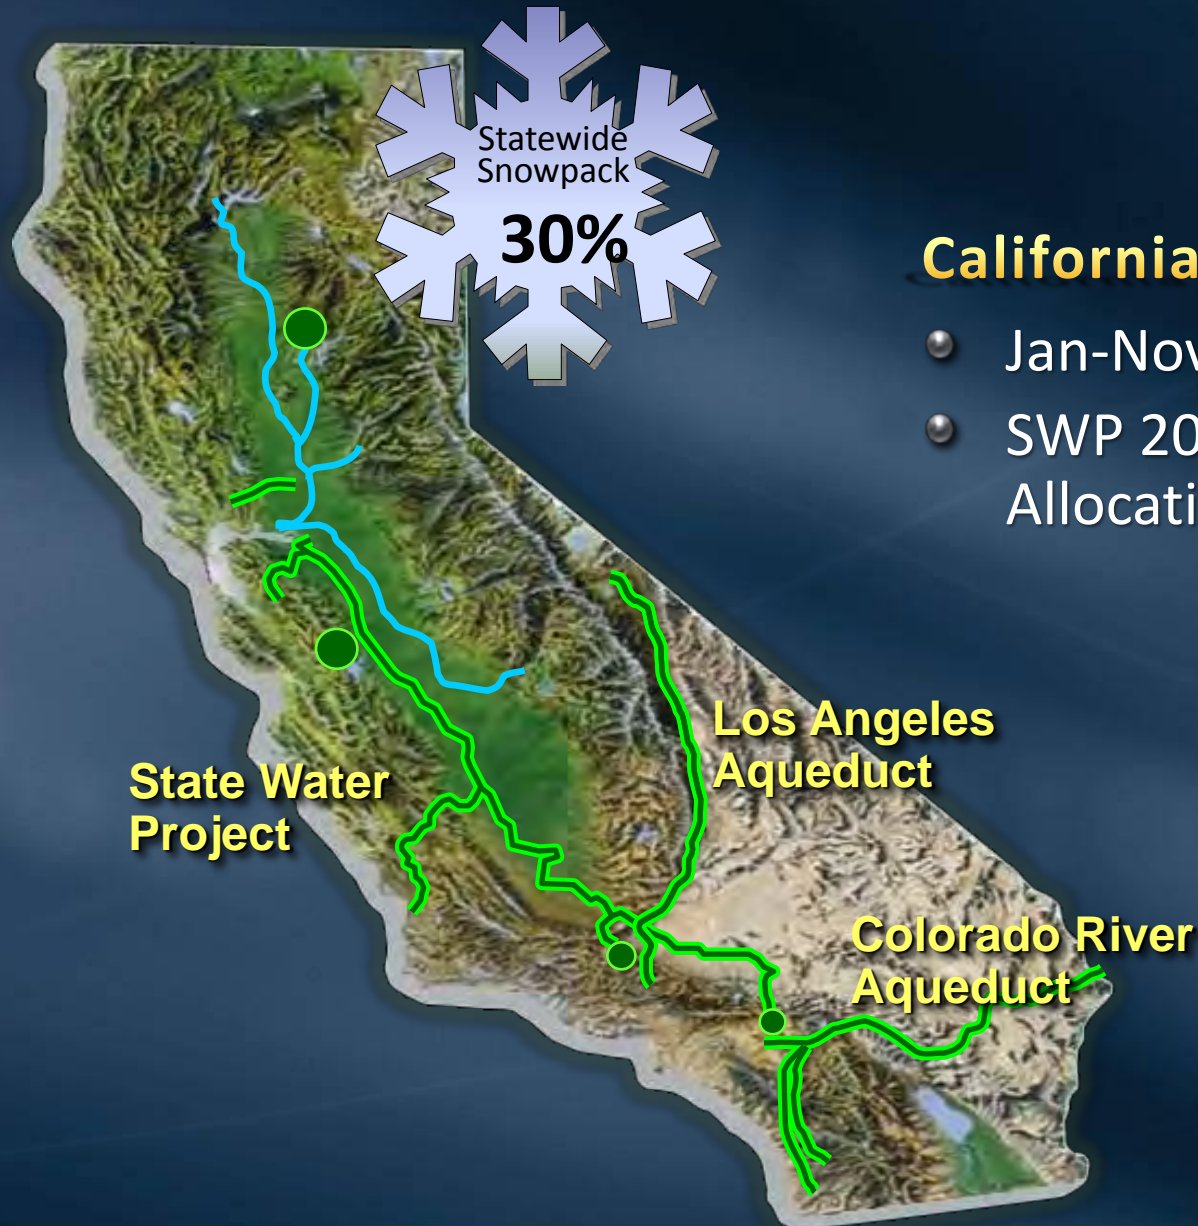 Statewide
Snowpack
30%
California
Jan-Nov
SWP 20
Allocati
Los Angeles
Aqueduct
State Water
Project
Colorado River
Aqueduct